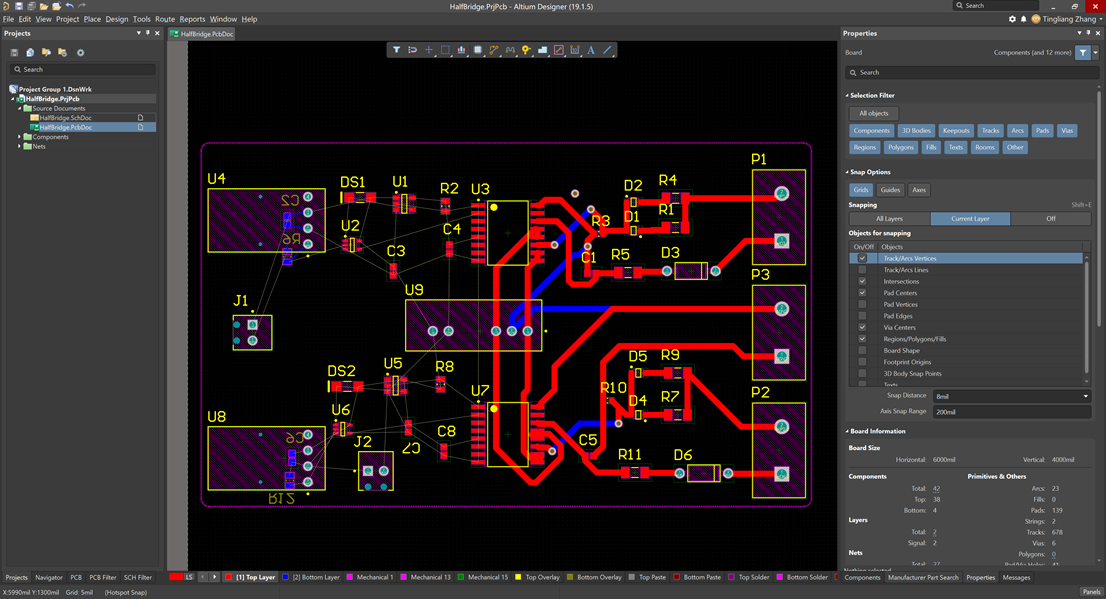 HalfBridge.PrjPcb - Altium Designer (19.1.5)
Search
File Edit View Project Place Design Tools Route Reports Window Help
Tingliang Zhang
Projects
HalfBridge.PcbDoc
Properties
Board
Components (and 12 more)
Search
Search
Project Group 1.DsnWrk
HalfBridge.PrjPcb
Source Documents
HalfBridge.SchDoc
HalfBridge.PcbDoc
Components
Nets
Selection Filter
All objects
Components 3D Bodies Keepouts Tracks Arcs Pads Vias
Regions Polygons Fills Texts Rooms Other
Snap Options
Grids Guides Axes
Snapping
Shift+E
All Layers Current Layer Off
Objects for snapping
On/Off Objects
Track/Arcs Vertices
Track/Arcs Lines
Intersections
Pad Centers
Pad Vertices
Pad Edges
Via Centers
Regions/Polygons/Fills
Board Shape
Footprint Origins
3D Body Snap Points
Texts
Snap Distance 8mil
Axis Snap Range 200mil
Board Information
Board Size
Horizontal: 6000mil Vertical: 4000mil
Components Primitives & Others
Total: 42 Arcs: 23
Top: 38 Fills: 0
Bottom: 4 Pads: 139
Strings: 2
Layers
Total: 2 Tracks: 678
Signal: 2 Vias: 6
Nets Polygons: 0
U4
C2
R6
DS1
U1
R2
U3
U2
C3
C4
D2
R4
P1
R3
D1
R1
C1
R5
D3
J1
U9
P3
DS2
U5
R8
U7
D5
R9
R10
D4
R7
P2
U6
U8
C6
J2
C7
C8
C5
R11
D6
R12
Projects Navigator PCB PCB Filter SCH Filter
LS [1] Top Layer [2] Bottom Layer Mechanical 1 Mechanical 13 Mechanical 15 Top Overlay Bottom Overlay Top Paste Bottom Paste Top Solder Bottom Solder
Components Manufacturer Part Search Properties Messages
X:5990mil Y:1300mil Grid: 5mil (Hotspot Snap)
Panels